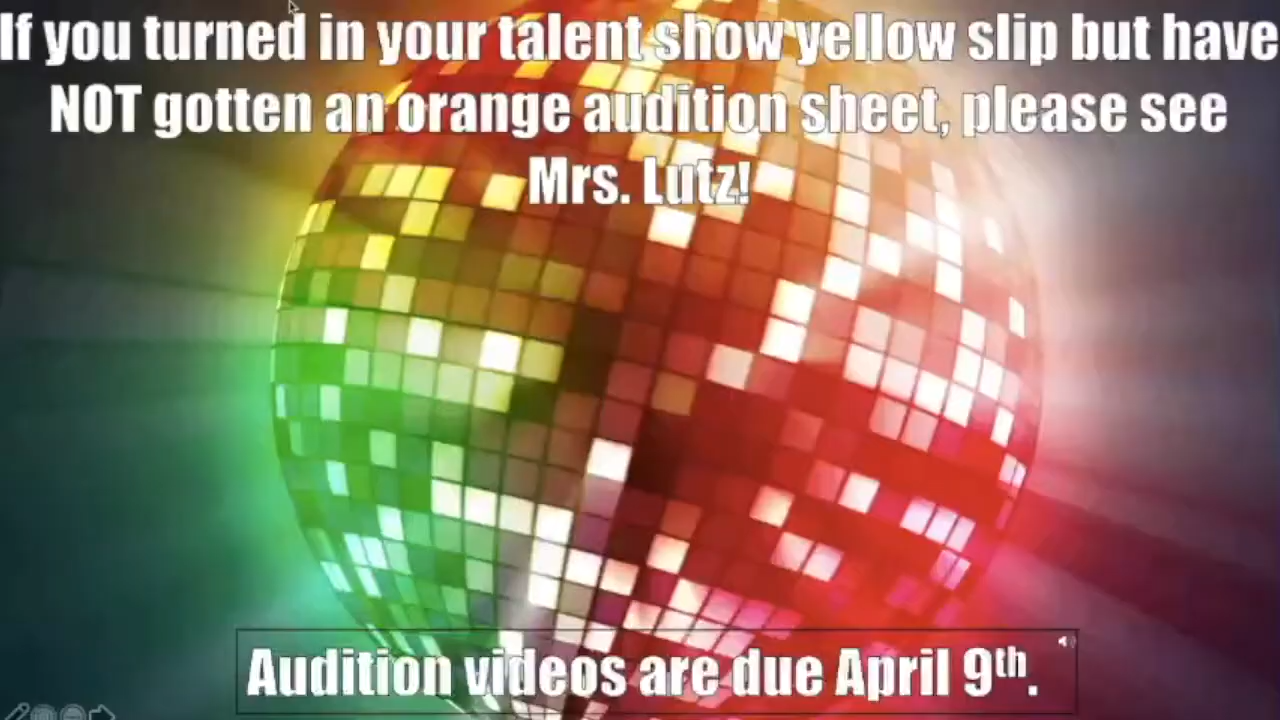 If you turned in your talent show yellow slip but have
NOT gotten an orange audition sheet, please see
Mrs. Lutz!
Audition videos are due April 9th.